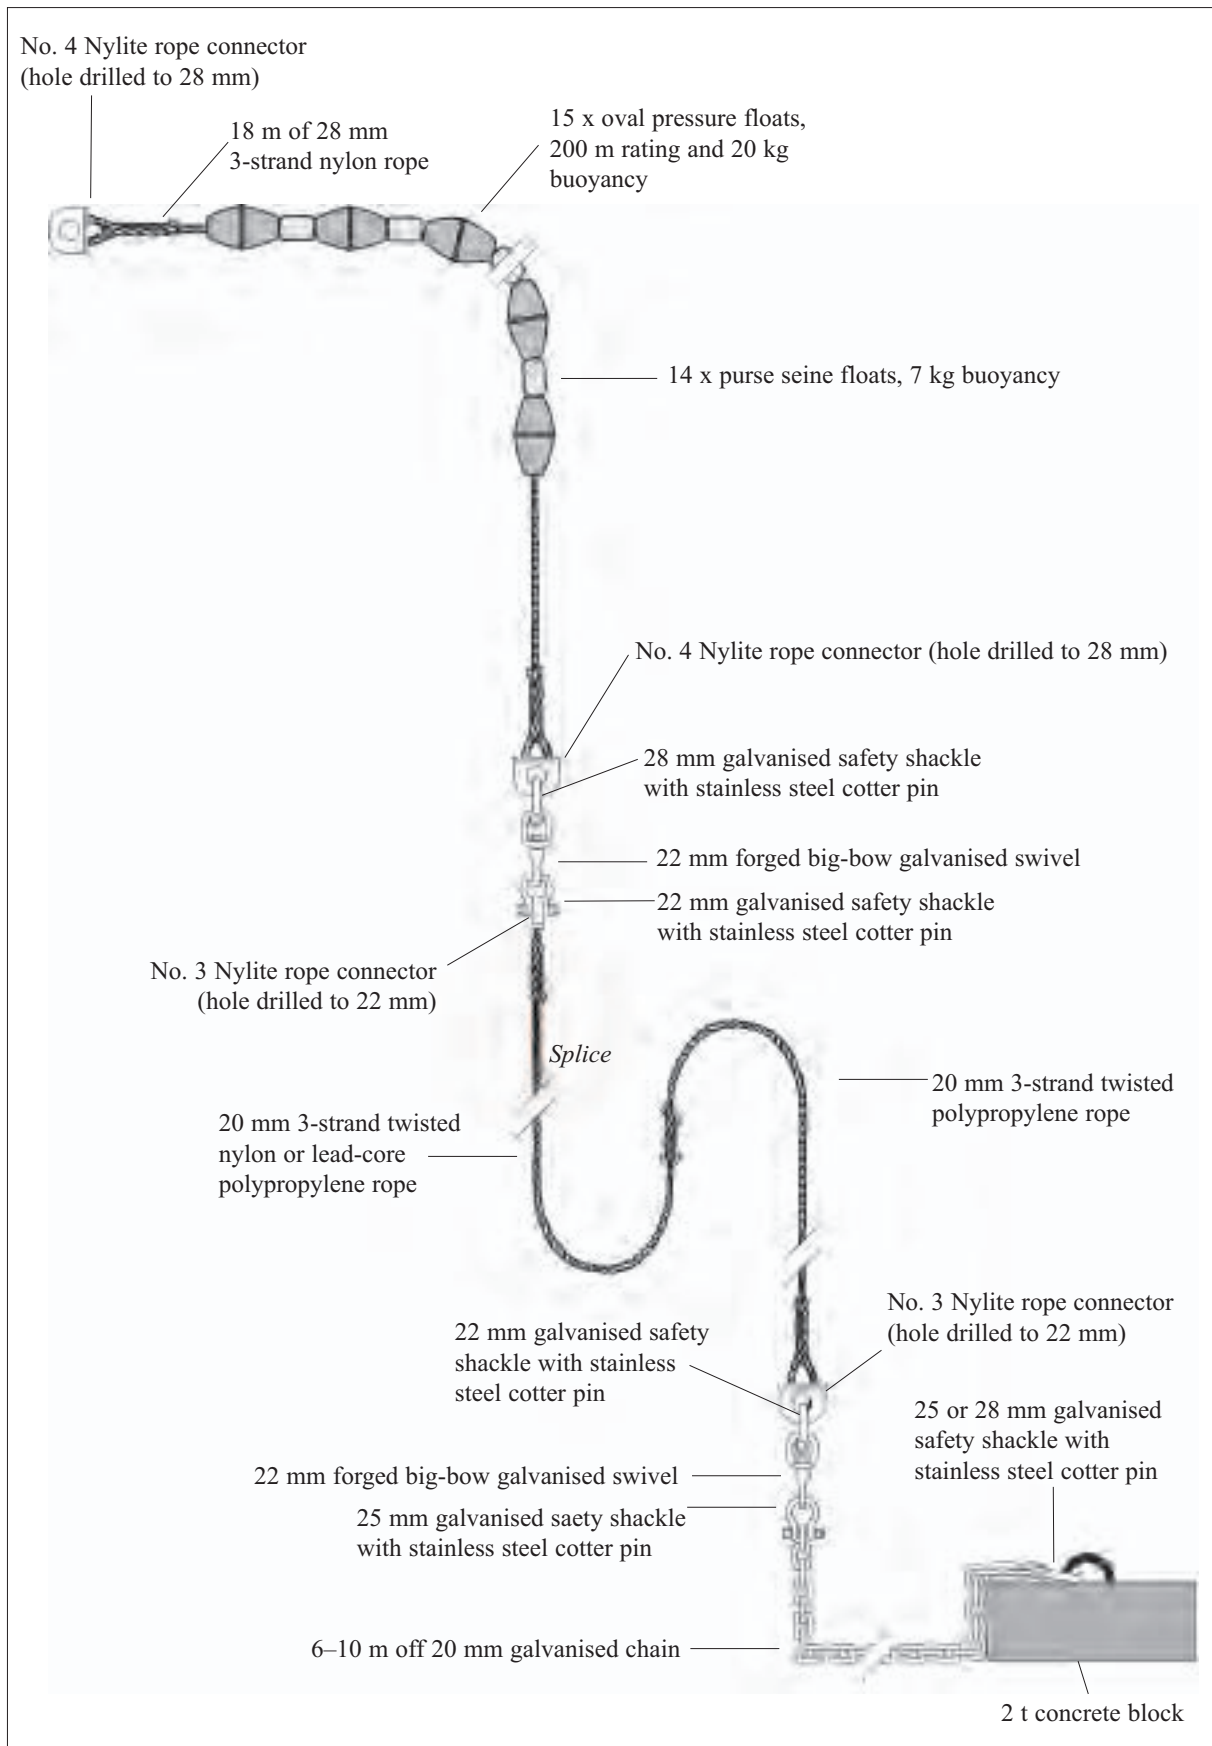 No. 4 Nylite rope connector
(hole drilled to 28 mm)
18 m of 28 mm
3-strand nylon rope
15 x oval pressure floats,
200 m rating and 20 kg
buoyancy
14 x purse seine floats, 7 kg buoyancy
No. 4 Nylite rope connector (hole drilled to 28 mm)
28 mm galvanised safety shackle
with stainless steel cotter pin
22 mm forged big-bow galvanised swivel
22 mm galvanised safety shackle
with stainless steel cotter pin
No. 3 Nylite rope connector
(hole drilled to 22 mm)
Splice
20 mm 3-strand twisted
polypropylene rope
20 mm 3-strand twisted
nylon or lead-core
polypropylene rope
No. 3 Nylite rope connector
(hole drilled to 22 mm)
22 mm galvanised safety
shackle with stainless
steel cotter pin
25 or 28 mm galvanised
safety shackle with
stainless steel cotter pin
22 mm forged big-bow galvanised swivel
25 mm galvanised saety shackle
with stainless steel cotter pin
6–10 m off 20 mm galvanised chain
2 t concrete block